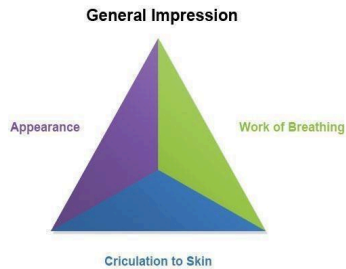 General Impression
Appearance
Work of Breathing
Criculation to Skin